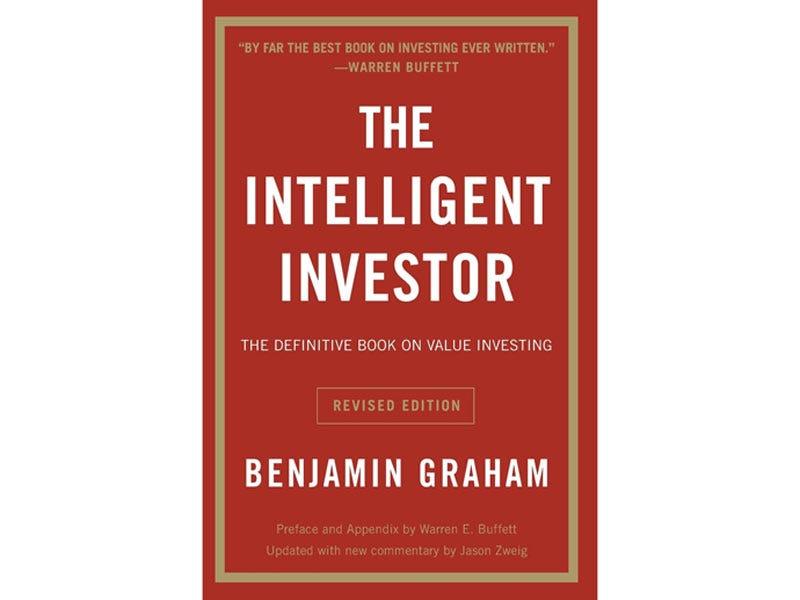 “BY FAR THE BEST BOOK ON INVESTING EVER WRITTEN.”
—WARREN BUFFETT
THE
INTELLIGENT
INVESTOR
THE DEFINITIVE BOOK ON VALUE INVESTING
REVISED EDITION
BENJAMIN GRAHAM
Preface and Appendix by Warren E. Buffett
Updated with new commentary by Jason Zweig